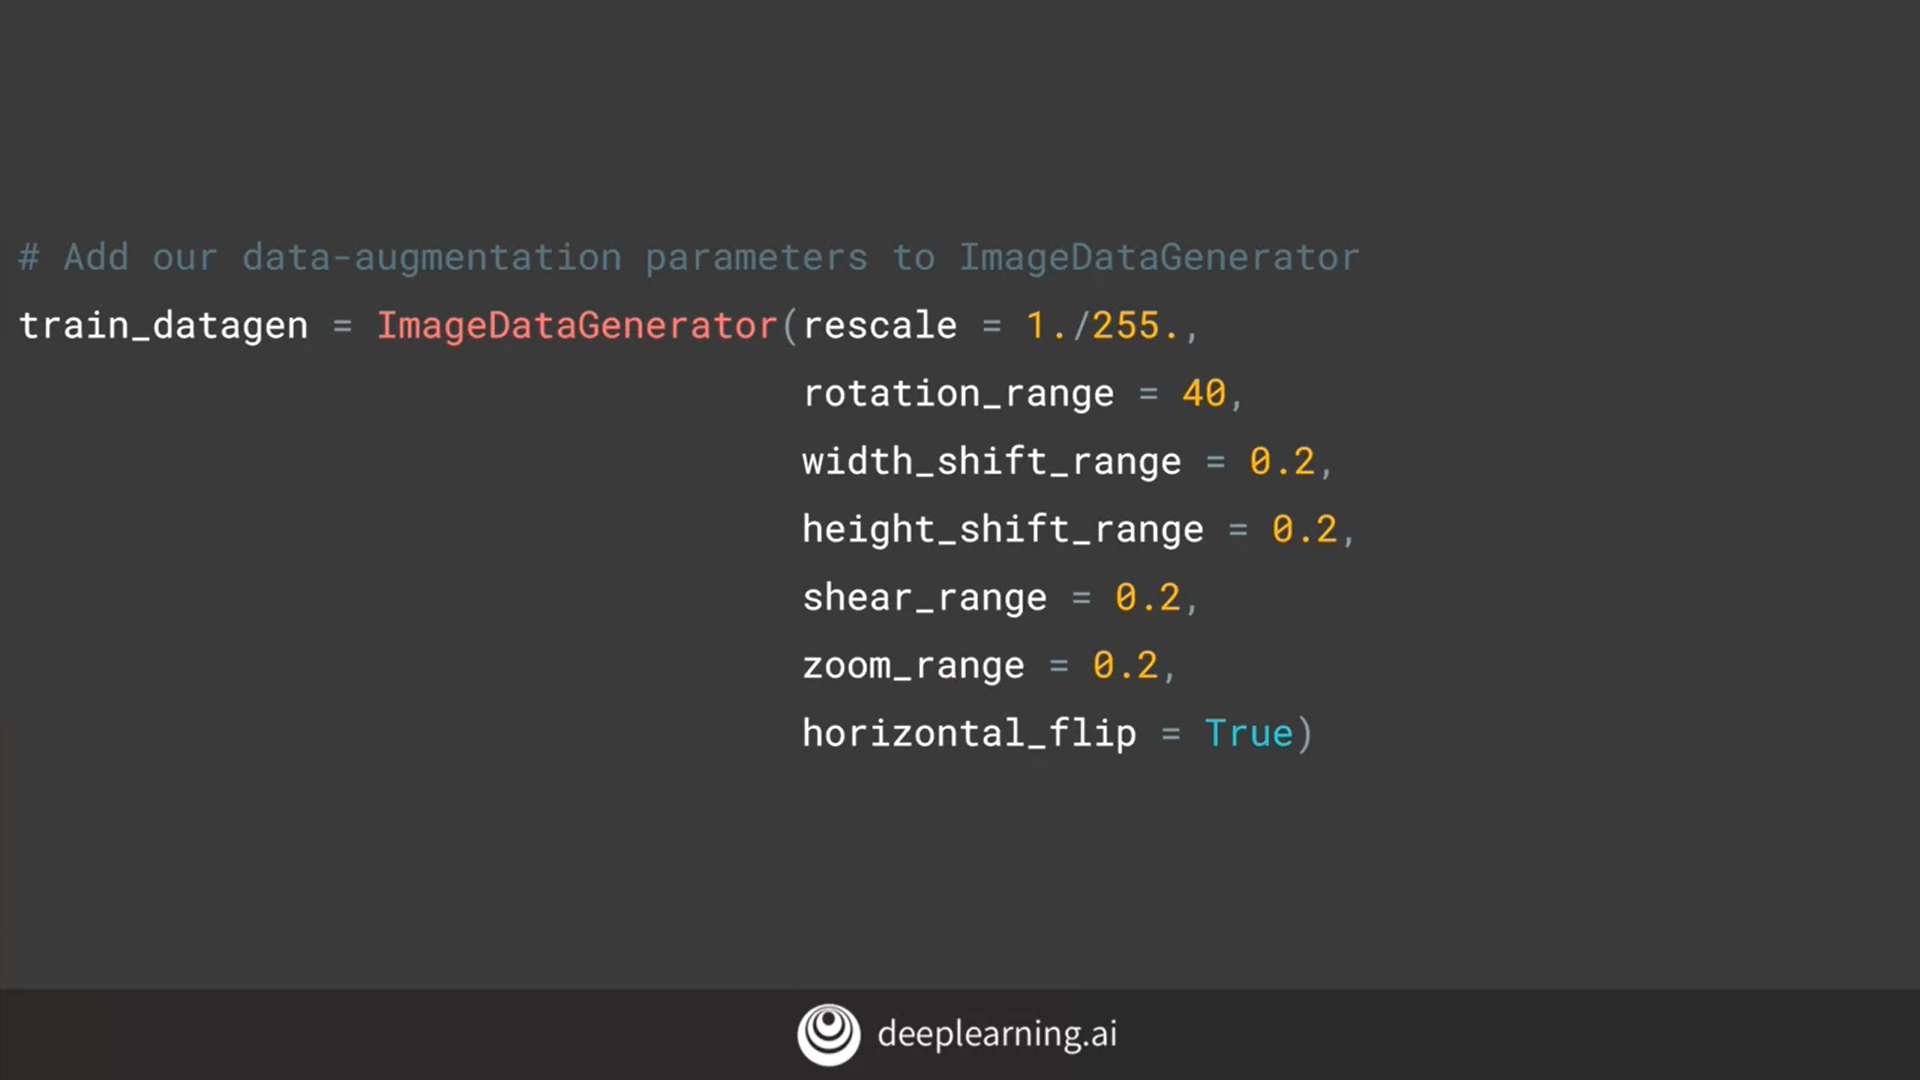 # Add our data-augmentation parameters to ImageDataGenerator
train_datagen = ImageDataGenerator(rescale = 1./255.,
rotation_range = 40,
width_shift_range = 0.2,
height_shift_range = 0.2,
shear_range = 0.2,
zoom_range = 0.2,
horizontal_flip = True)
deeplearning.ai